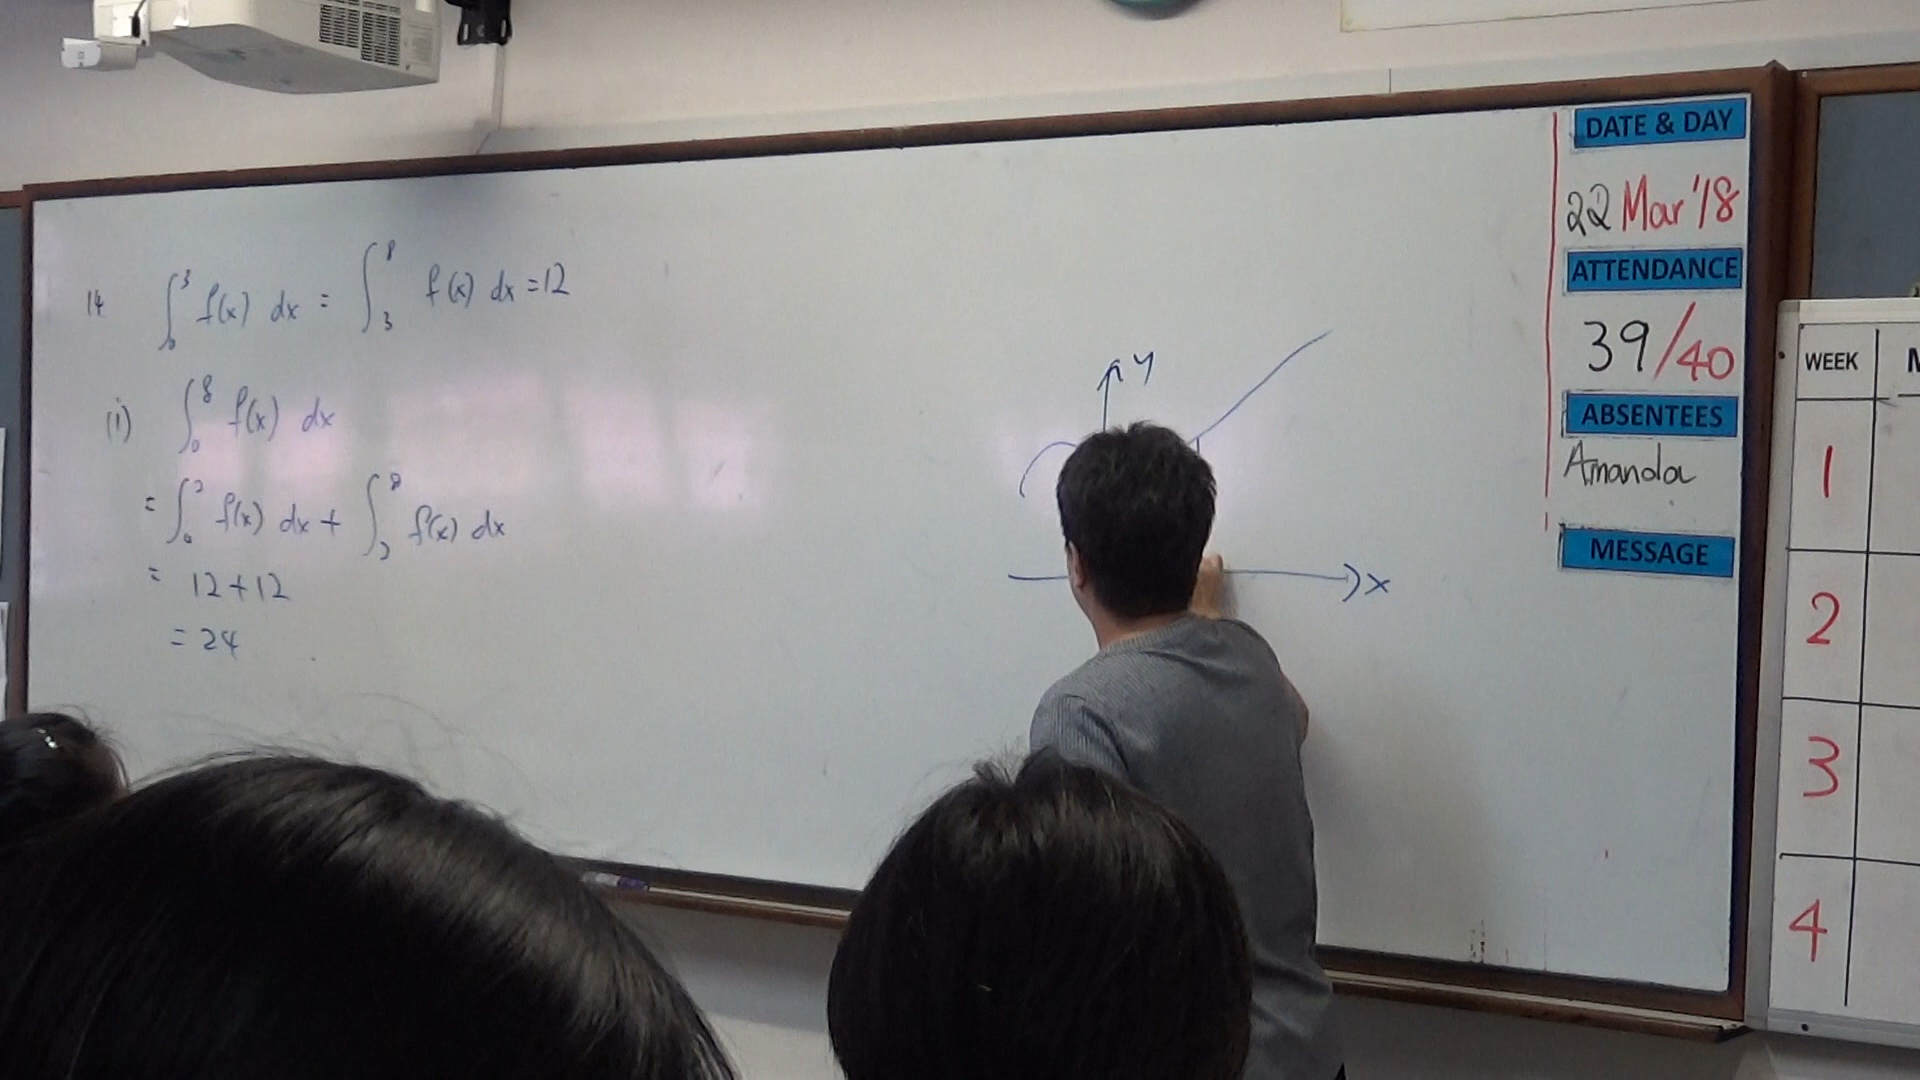 14 ∫₀³ f(x) dx = ∫₃⁸ f(x) dx = 12
(i) ∫₀⁸ f(x) dx
= ∫₀³ f(x) dx + ∫₃⁸ f(x) dx
= 12 + 12
= 24
y
x
DATE & DAY
22 Mar '18
ATTENDANCE
39/40
ABSENTEES
Amanda
MESSAGE
WEEK
1
2
3
4